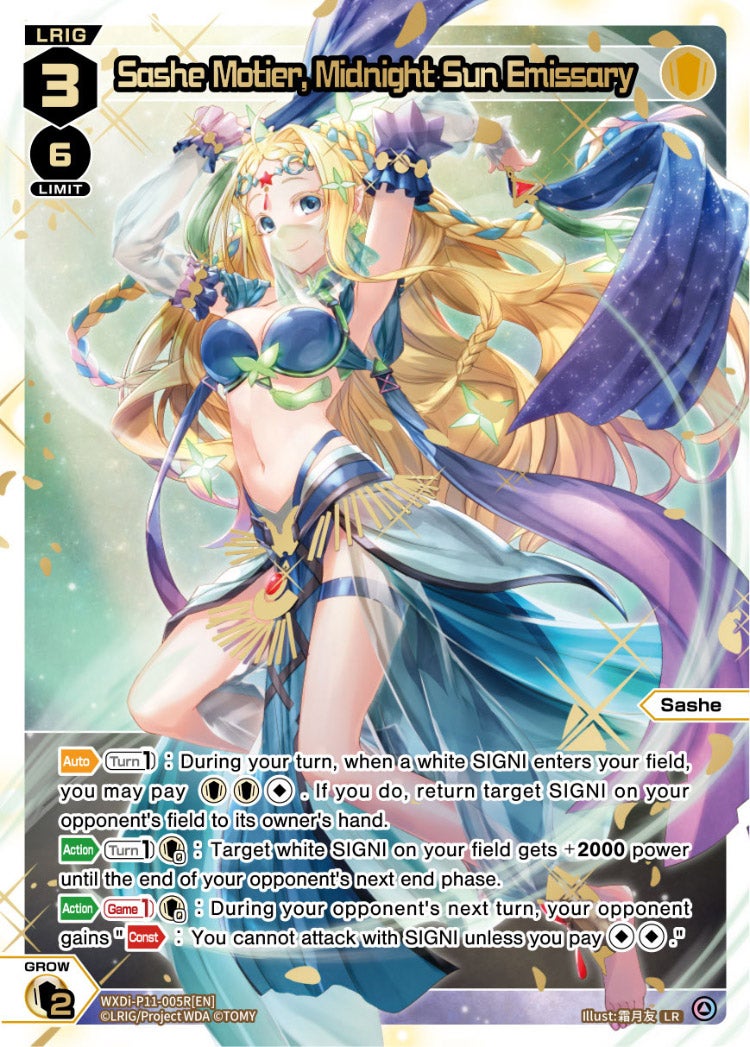 LRIG
3
Sashe Motier, Midnight Sun Emissary
6
LIMIT
Sashe
Auto Turn 1 : During your turn, when a white SIGNI enters your field,
you may pay . If you do, return target SIGNI on your
opponent's field to its owner's hand.
Action Turn 1 0 : Target white SIGNI on your field gets +2000 power
until the end of your opponent's next end phase.
Action Game 1 0 : During your opponent's next turn, your opponent
gains " Const : You cannot attack with SIGNI unless you pay ."
GROW
2
WXDi-P11-005R[EN]
©LRIG/Project WDA ©TOMY
Illust:霜月友 LR